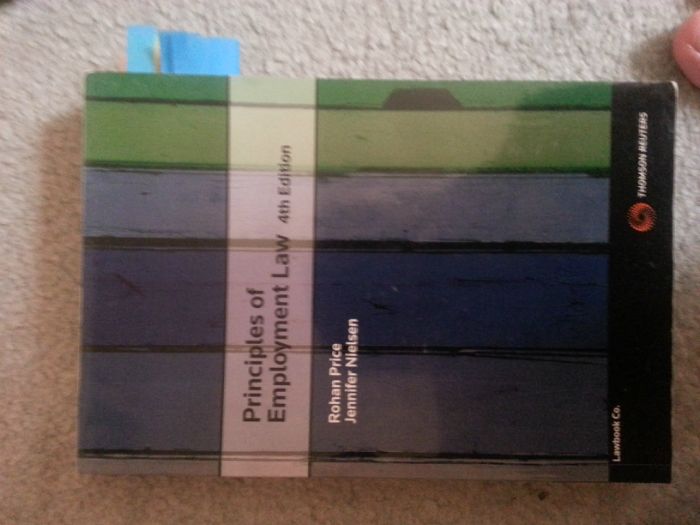 Principles of
Employment Law 4th Edition
Rohan Price
Jennifer Nielsen
Lawbook Co.
THOMSON REUTERS